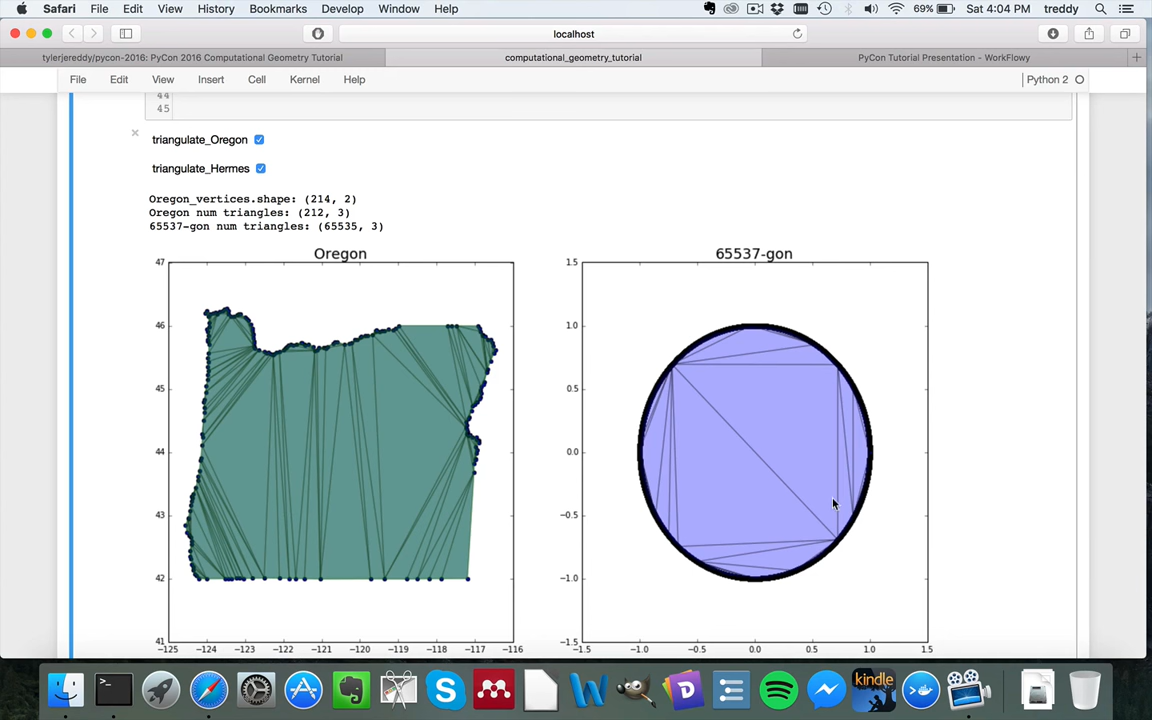 Safari File Edit View History Bookmarks Develop Window Help 69% Sat 4:04 PM treddy
localhost
tylerjereddy/pycon-2016: PyCon 2016 Computational Geometry Tutorial computational_geometry_tutorial PyCon Tutorial Presentation - WorkFlowy
File Edit View Insert Cell Kernel Help Python 2
44
45
triangulate_Oregon
triangulate_Hermes
Oregon_vertices.shape: (214, 2)
Oregon num triangles: (212, 3)
65537-gon num triangles: (65535, 3)
Oregon 65537-gon
47 1.5
46 1.0
45 0.5
44 0.0
43 −0.5
42 −1.0
41 −1.5
−125 −124 −123 −122 −121 −120 −119 −118 −117 −116 −1.0 −0.5 0.0 0.5 1.0 1.5
kindle